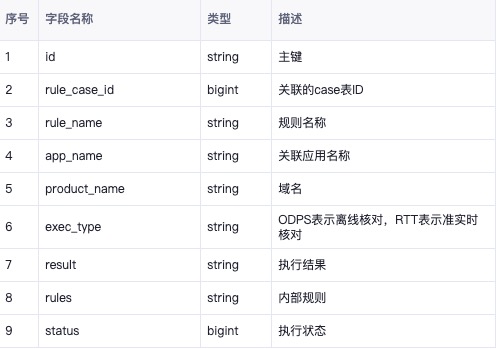 序号 字段名称 类型 描述
1 id string 主键
2 rule_case_id bigint 关联的case表ID
3 rule_name string 规则名称
4 app_name string 关联应用名称
5 product_name string 域名
6 exec_type string ODPS表示离线核对，RTT表示准实时
核对
7 result string 执行结果
8 rules string 内部规则
9 status bigint 执行状态